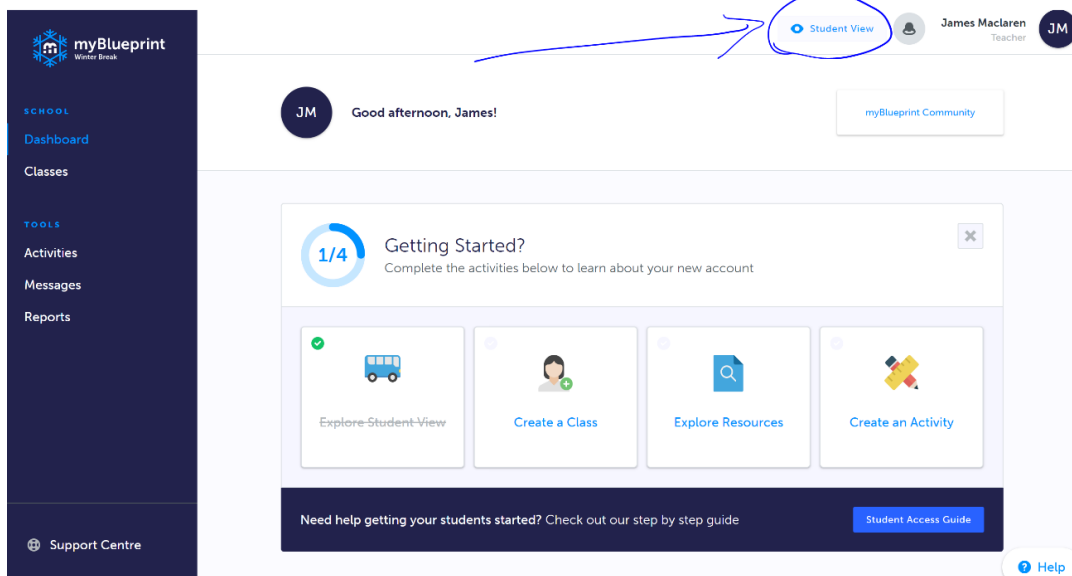 myBlueprint
Winter Break
SCHOOL
Dashboard
Classes
TOOLS
Activities
Messages
Reports
Support Centre
Student View
James Maclaren
Teacher
JM
JM
Good afternoon, James!
myBlueprint Community
1/4
Getting Started?
Complete the activities below to learn about your new account
Explore Student View
Create a Class
Explore Resources
Create an Activity
Need help getting your students started? Check out our step by step guide
Student Access Guide
Help